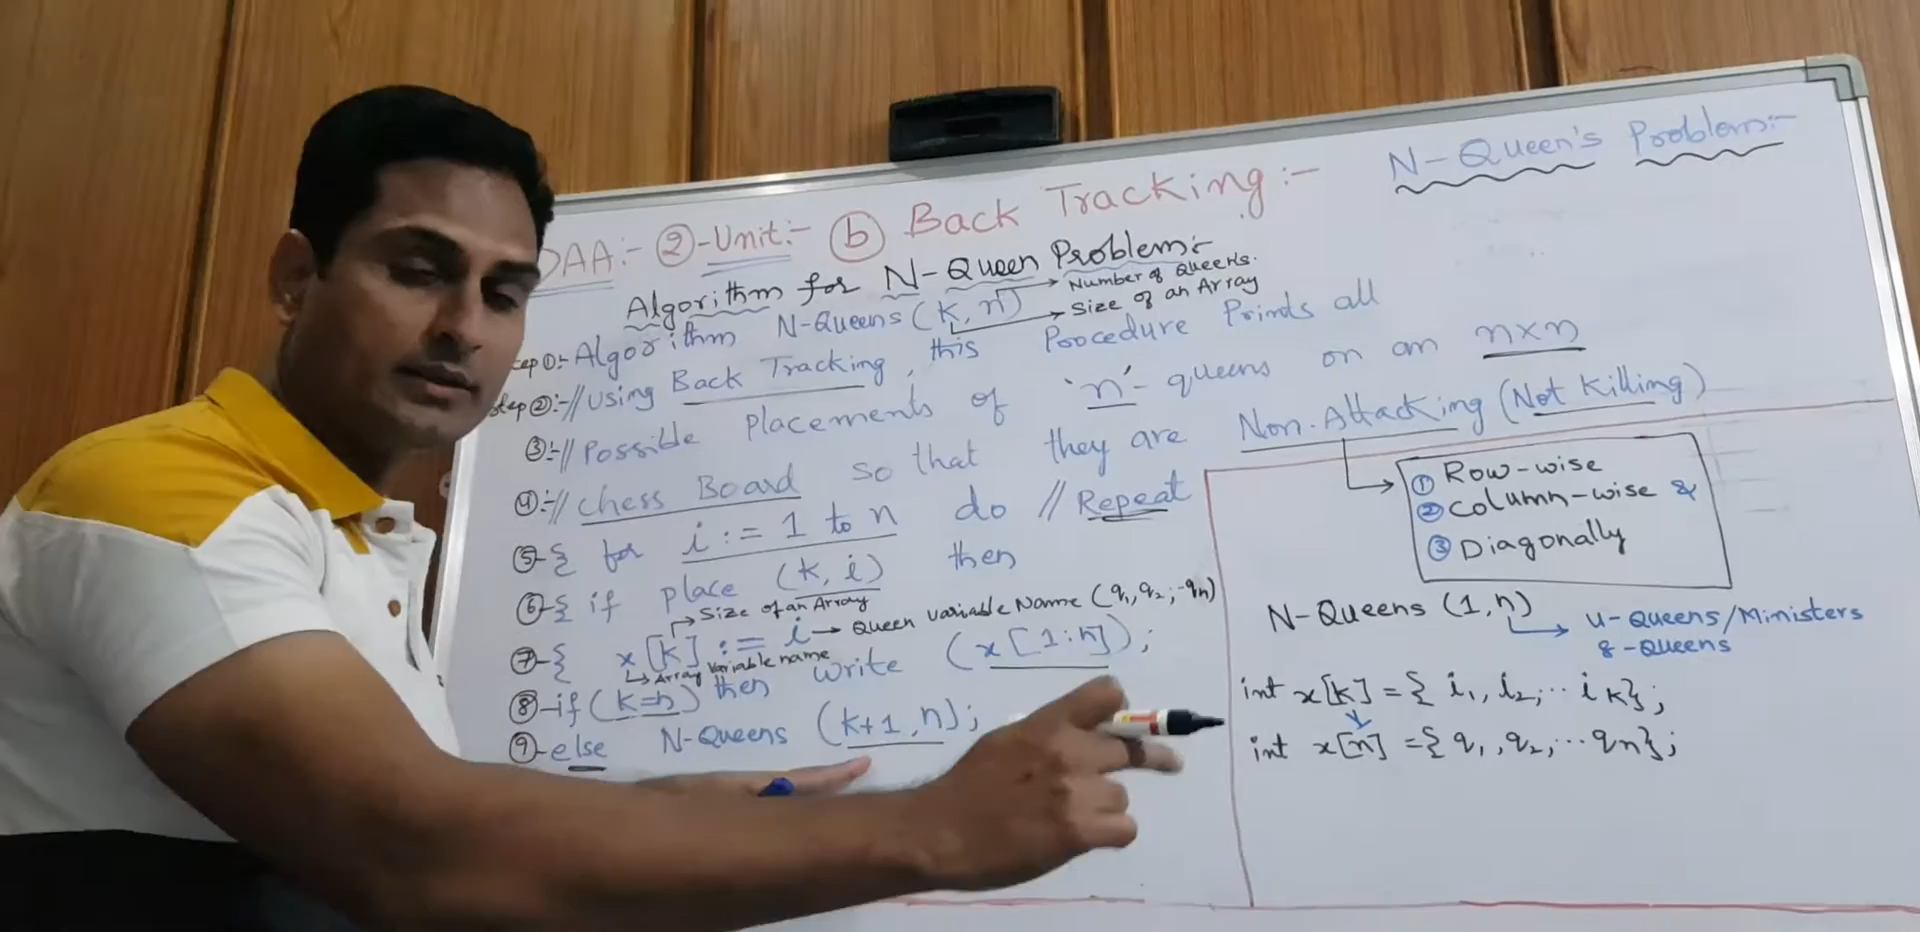 N-Queen's Problem:-
DAA:- ②-Unit:- ⓑ Back Tracking:-
Algorithm for N-Queen Problem:-
Number of Queens.
Size of an Array
step ①:- Algorithm N-Queens (k, n)
step ②:- // Using Back Tracking, this Procedure Prints all
③:- // Possible placements of 'n'-queens on an n×n
④:- // Chess Board so that they are Non-Attacking (Not Killing)
⑤-{ for i := 1 to n do // Repeat
⑥-{ if place (k, i) then
Size of an Array
Queen variable Name (q1, q2, -qn)
⑦-{ x[k] := i
Array variable name
write (x[1:n]);
⑧-if (k=n) then
⑨-else N-Queens (k+1, n);
① Row-wise
② Column-wise &
③ Diagonally
N-Queens (1, n)
4-Queens/Ministers
8-Queens
int x[k] = { i1, i2, ... ik};
int x[n] = { q1, q2, ... qn};